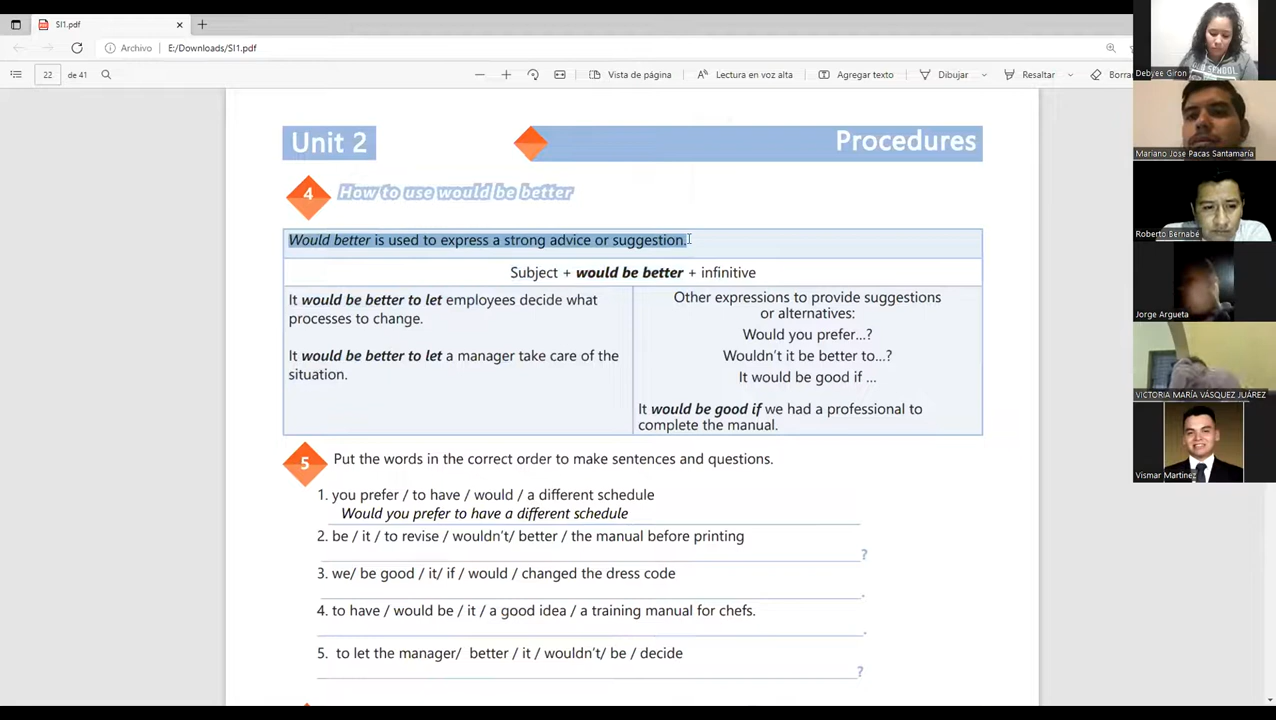 SI1.pdf
Archivo E:/Downloads/SI1.pdf
22 de 41 Vista de página Lectura en voz alta Agregar texto Dibujar Resaltar Borrar
Unit 2 Procedures
4 How to use would be better
Would better is used to express a strong advice or suggestion.
Subject + would be better + infinitive
It would be better to let employees decide what
processes to change.
It would be better to let a manager take care of the
situation.
Other expressions to provide suggestions
or alternatives:
Would you prefer...?
Wouldn't it be better to...?
It would be good if ...
It would be good if we had a professional to
complete the manual.
5 Put the words in the correct order to make sentences and questions.
1. you prefer / to have / would / a different schedule
Would you prefer to have a different schedule
2. be / it / to revise / wouldn't/ better / the manual before printing
?
3. we/ be good / it/ if / would / changed the dress code
.
4. to have / would be / it / a good idea / a training manual for chefs.
.
5. to let the manager/ better / it / wouldn't/ be / decide
?
Debyee Giron
Mariano Jose Pacas Santamaría
Roberto Bernabé
Jorge Argueta
VICTORIA MARÍA VÁSQUEZ JUÁREZ
Vismar Martinez